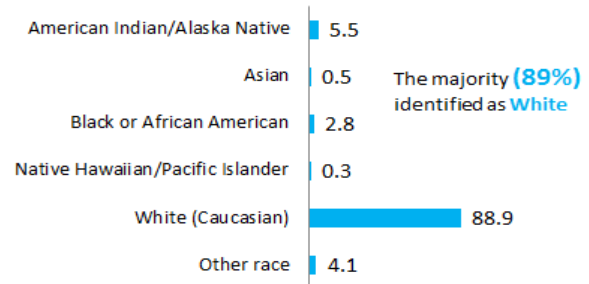 American Indian/Alaska Native 5.5
Asian 0.5
The majority (89%)
identified as White
Black or African American 2.8
Native Hawaiian/Pacific Islander 0.3
White (Caucasian) 88.9
Other race 4.1